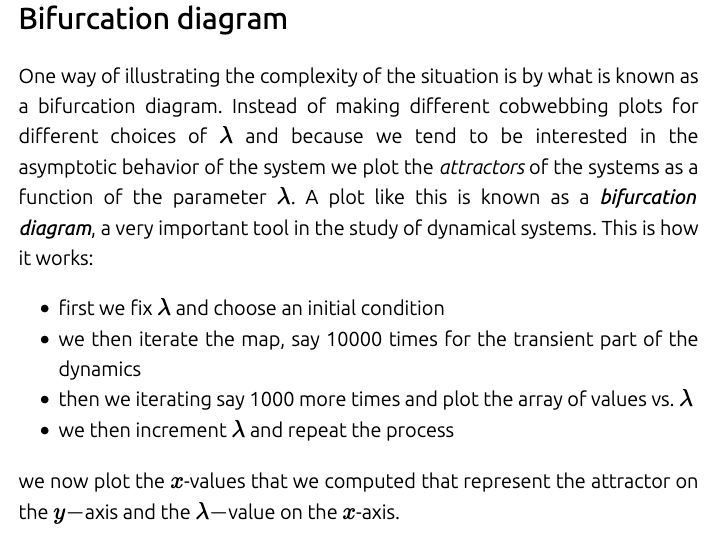 Bifurcation diagram
One way of illustrating the complexity of the situation is by what is known as
a bifurcation diagram. Instead of making different cobwebbing plots for
different choices of λ and because we tend to be interested in the
asymptotic behavior of the system we plot the attractors of the systems as a
function of the parameter λ. A plot like this is known as a bifurcation
diagram, a very important tool in the study of dynamical systems. This is how
it works:
• first we fix λ and choose an initial condition
• we then iterate the map, say 10000 times for the transient part of the
dynamics
• then we iterating say 1000 more times and plot the array of values vs. λ
• we then increment λ and repeat the process
we now plot the x-values that we computed that represent the attractor on
the y−axis and the λ−value on the x-axis.